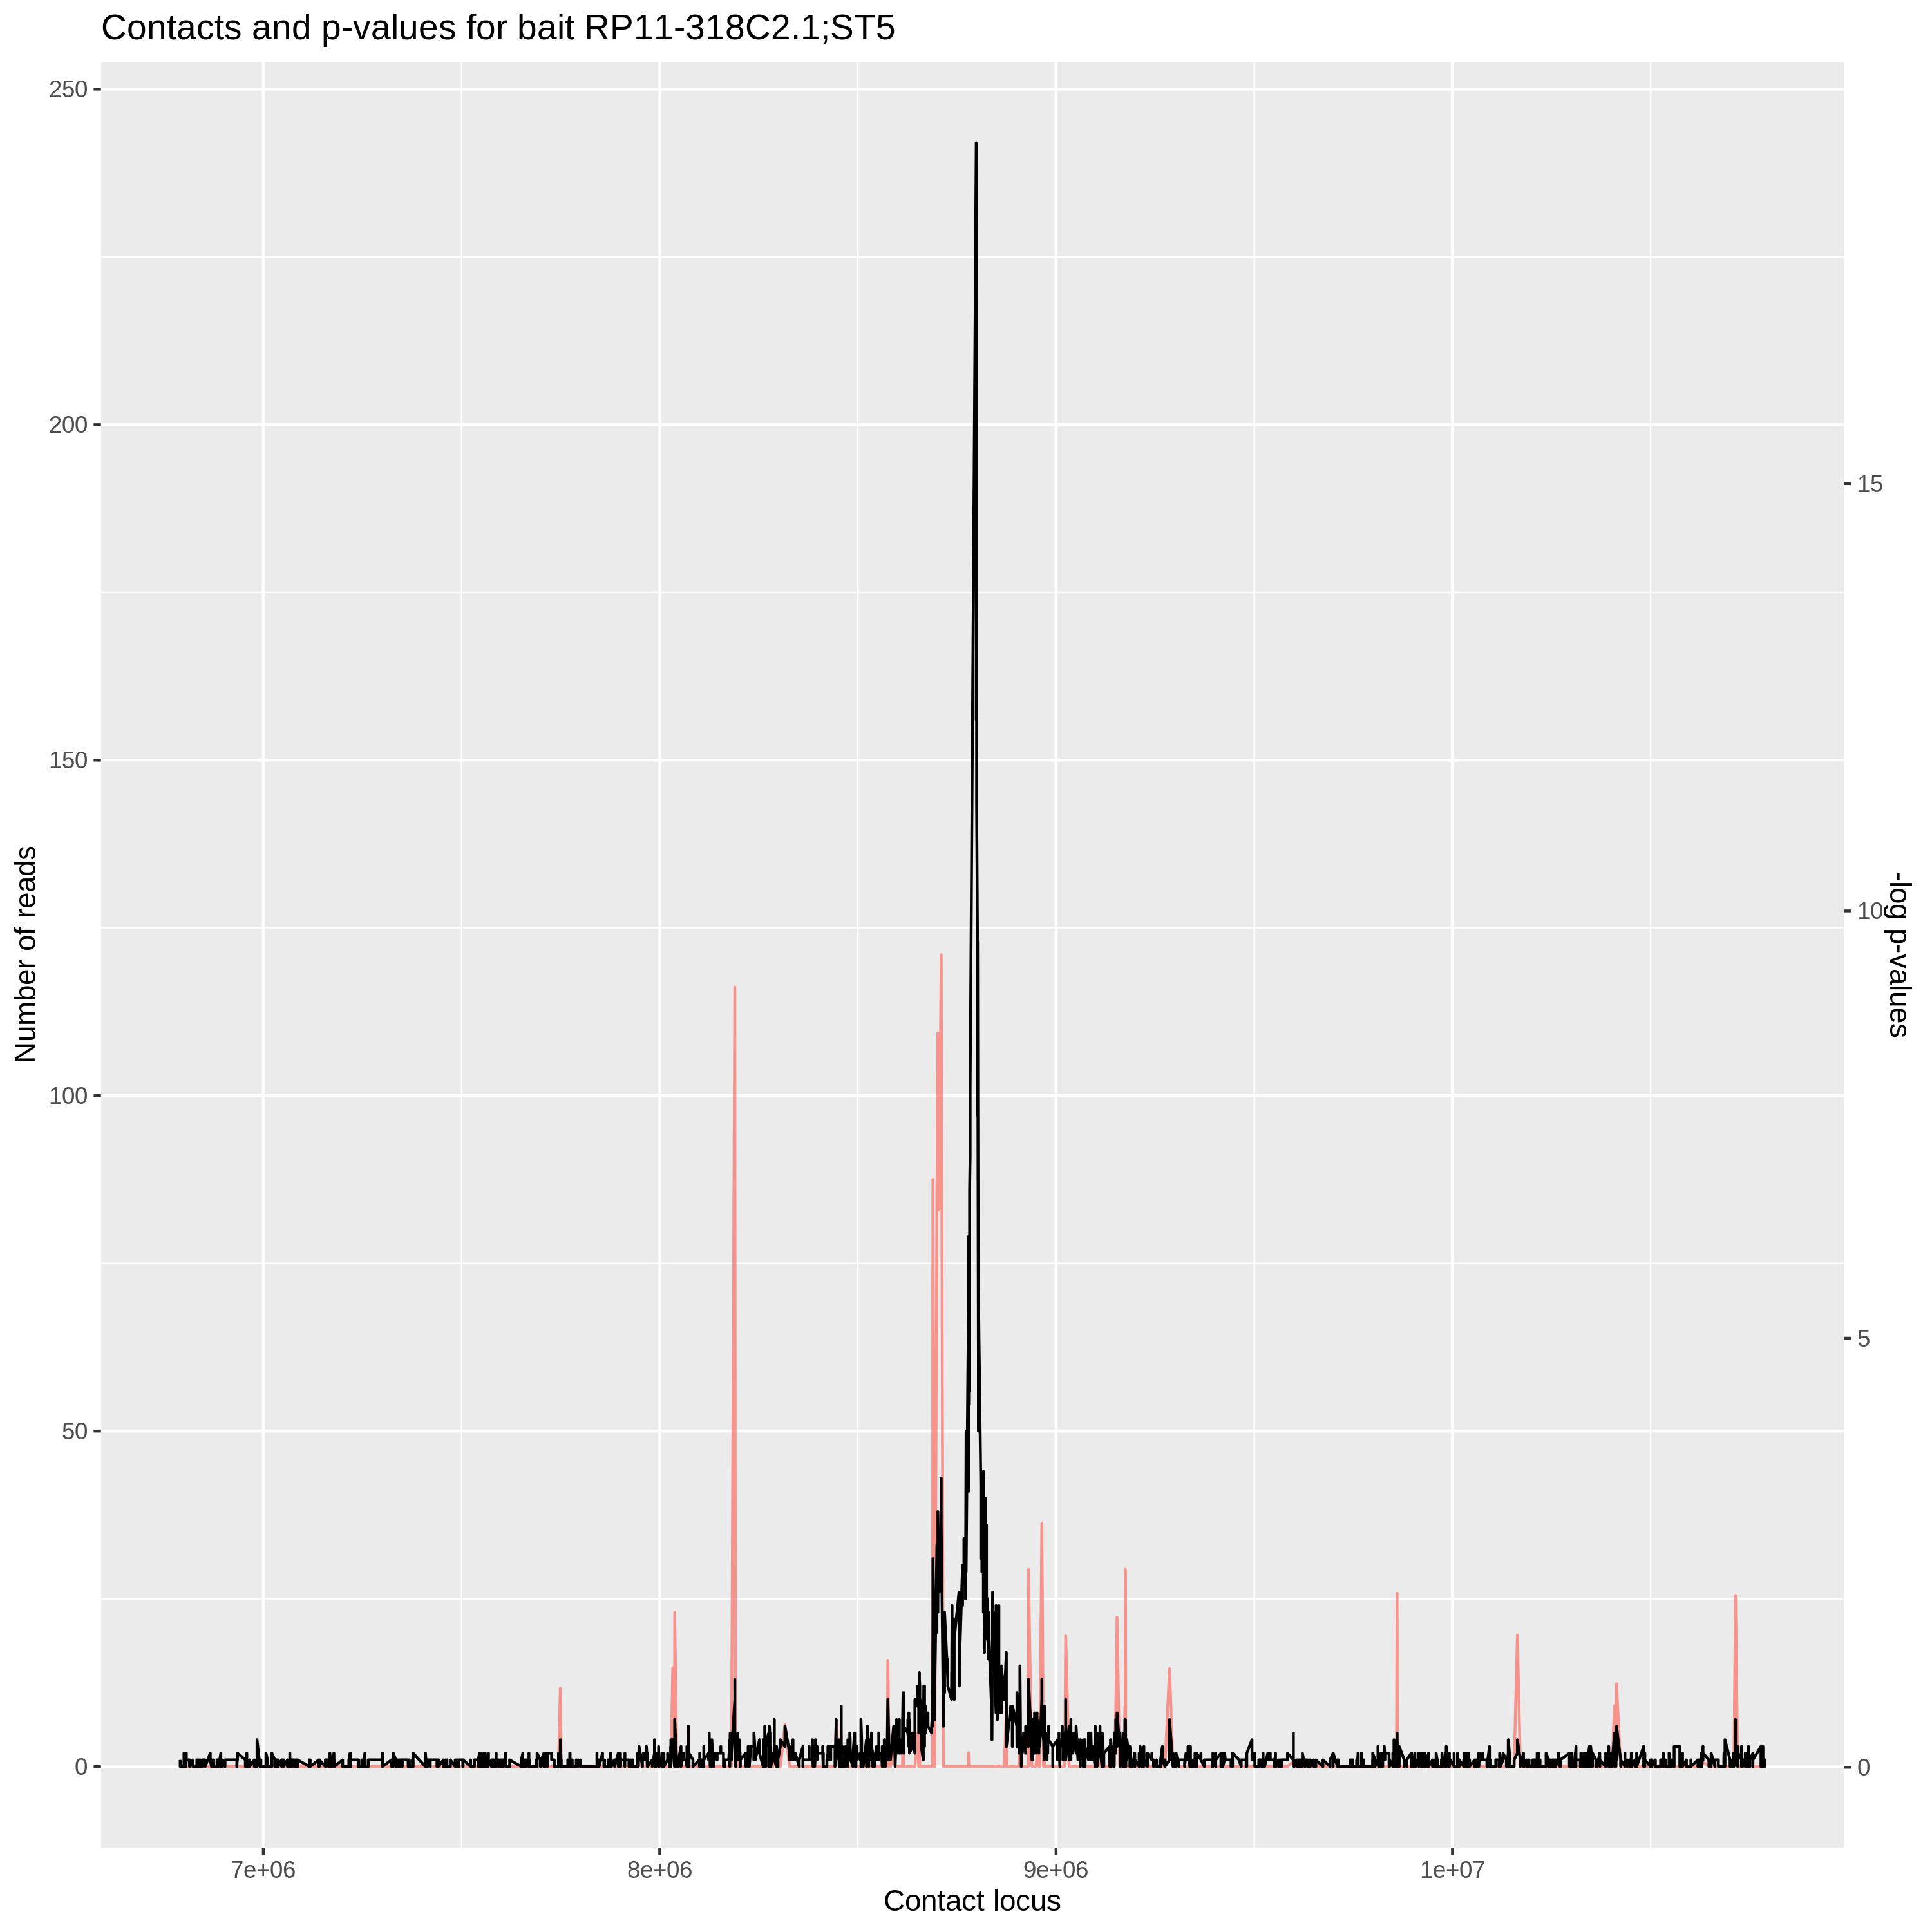 Contacts and p-values for bait RP11-318C2.1;ST5
250
200
150
100
50
0
Number of reads
15
10
5
0
-log p-values
7e+06
8e+06
9e+06
1e+07
Contact locus